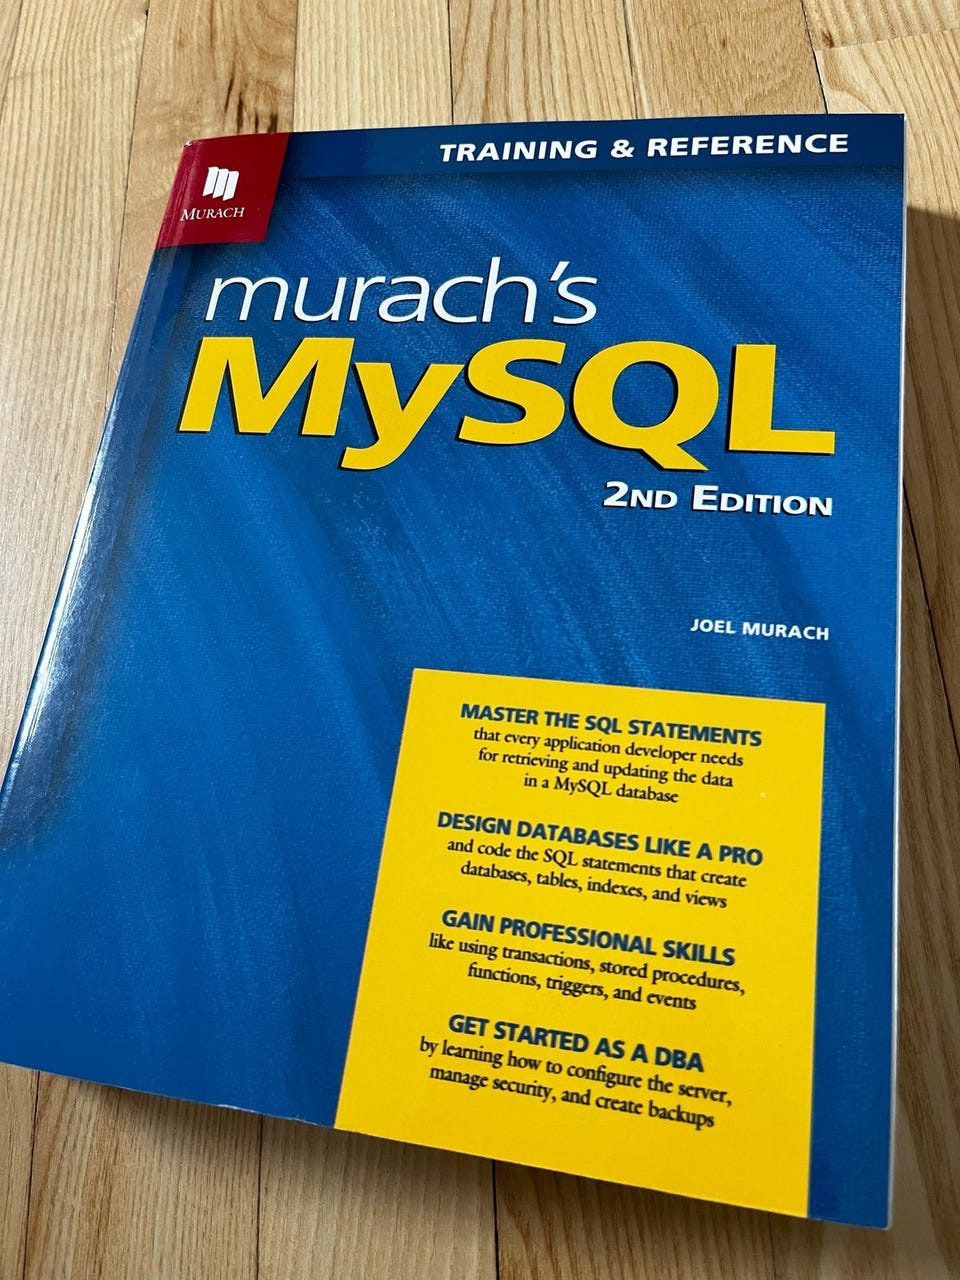 TRAINING & REFERENCE
MURACH
murach's
MySQL
2ND EDITION
JOEL MURACH
MASTER THE SQL STATEMENTS
that every application developer needs
for retrieving and updating the data
in a MySQL database
DESIGN DATABASES LIKE A PRO
and code the SQL statements that create
databases, tables, indexes, and views
GAIN PROFESSIONAL SKILLS
like using transactions, stored procedures,
functions, triggers, and events
GET STARTED AS A DBA
by learning how to configure the server,
manage security, and create backups